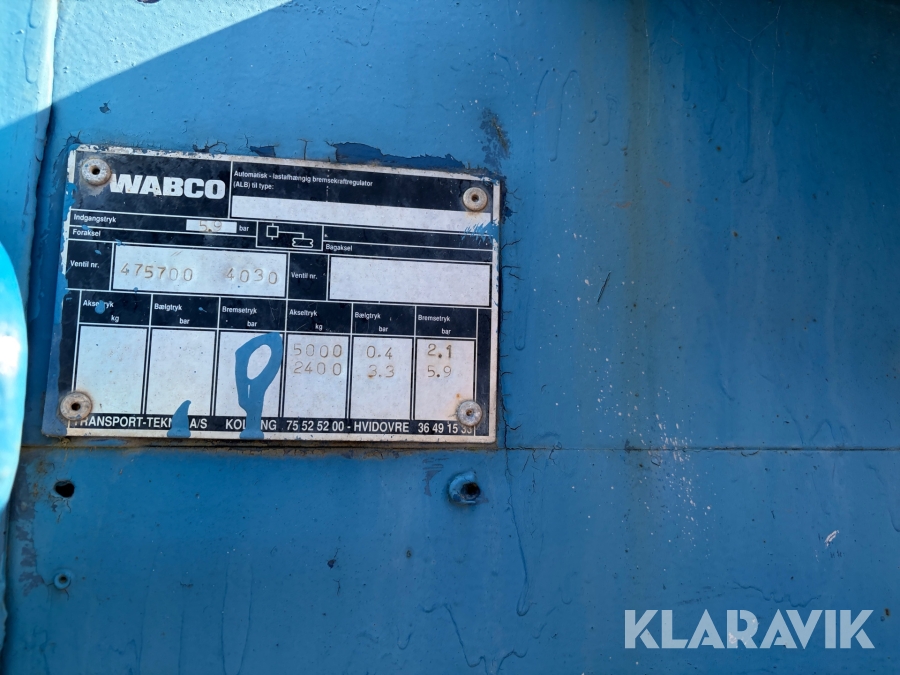 WABCO
Automatisk - lastafhængig bremsekraftregulator
(ALB) til type:
Indgangstryk 5.9 bar
Foraksel Bagaksel
Ventil nr. 475700 4030 Ventil nr.
Akseltryk kg Bælgtryk bar Bremsetryk bar Akseltryk kg Bælgtryk bar Bremsetryk bar
5000 0.4 2.1
2400 3.3 5.9
75 52 52 00 - HVIDOVRE 36 49 15 33
KLARAVIK